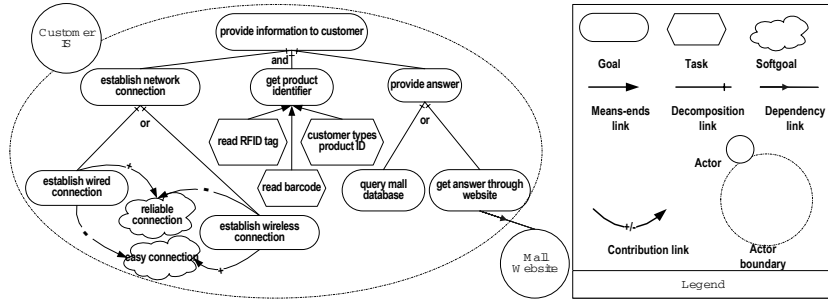 Customer
IS
provide information to customer
and
establish network
connection
get product
identifier
provide answer
or
or
read RFID tag
customer types
product ID
read barcode
establish wired
connection
+
-
reliable
connection
query mall
database
get answer through
website
establish wireless
connection
-
easy connection
+
Mall
Website
Goal
Task
Softgoal
Means-ends
link
Decomposition
link
Dependency
link
Actor
+/-
Contribution link
Actor
boundary
Legend